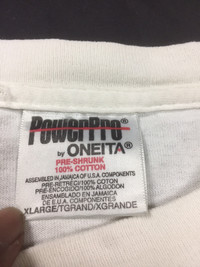 PowerPro®
by ONEITA®
PRE-SHRUNK
100% COTTON
ASSEMBLED IN JAMAICA OF U.S.A. COMPONENTS
PRE-RETRECI/100% COTON
PRE-ENCOGIDO/100% ALGODON
ENSAMBLADO EN JAMAICA
DE E.U.A. COMPONENTES
XLARGE/TGRAND/XGRANDE